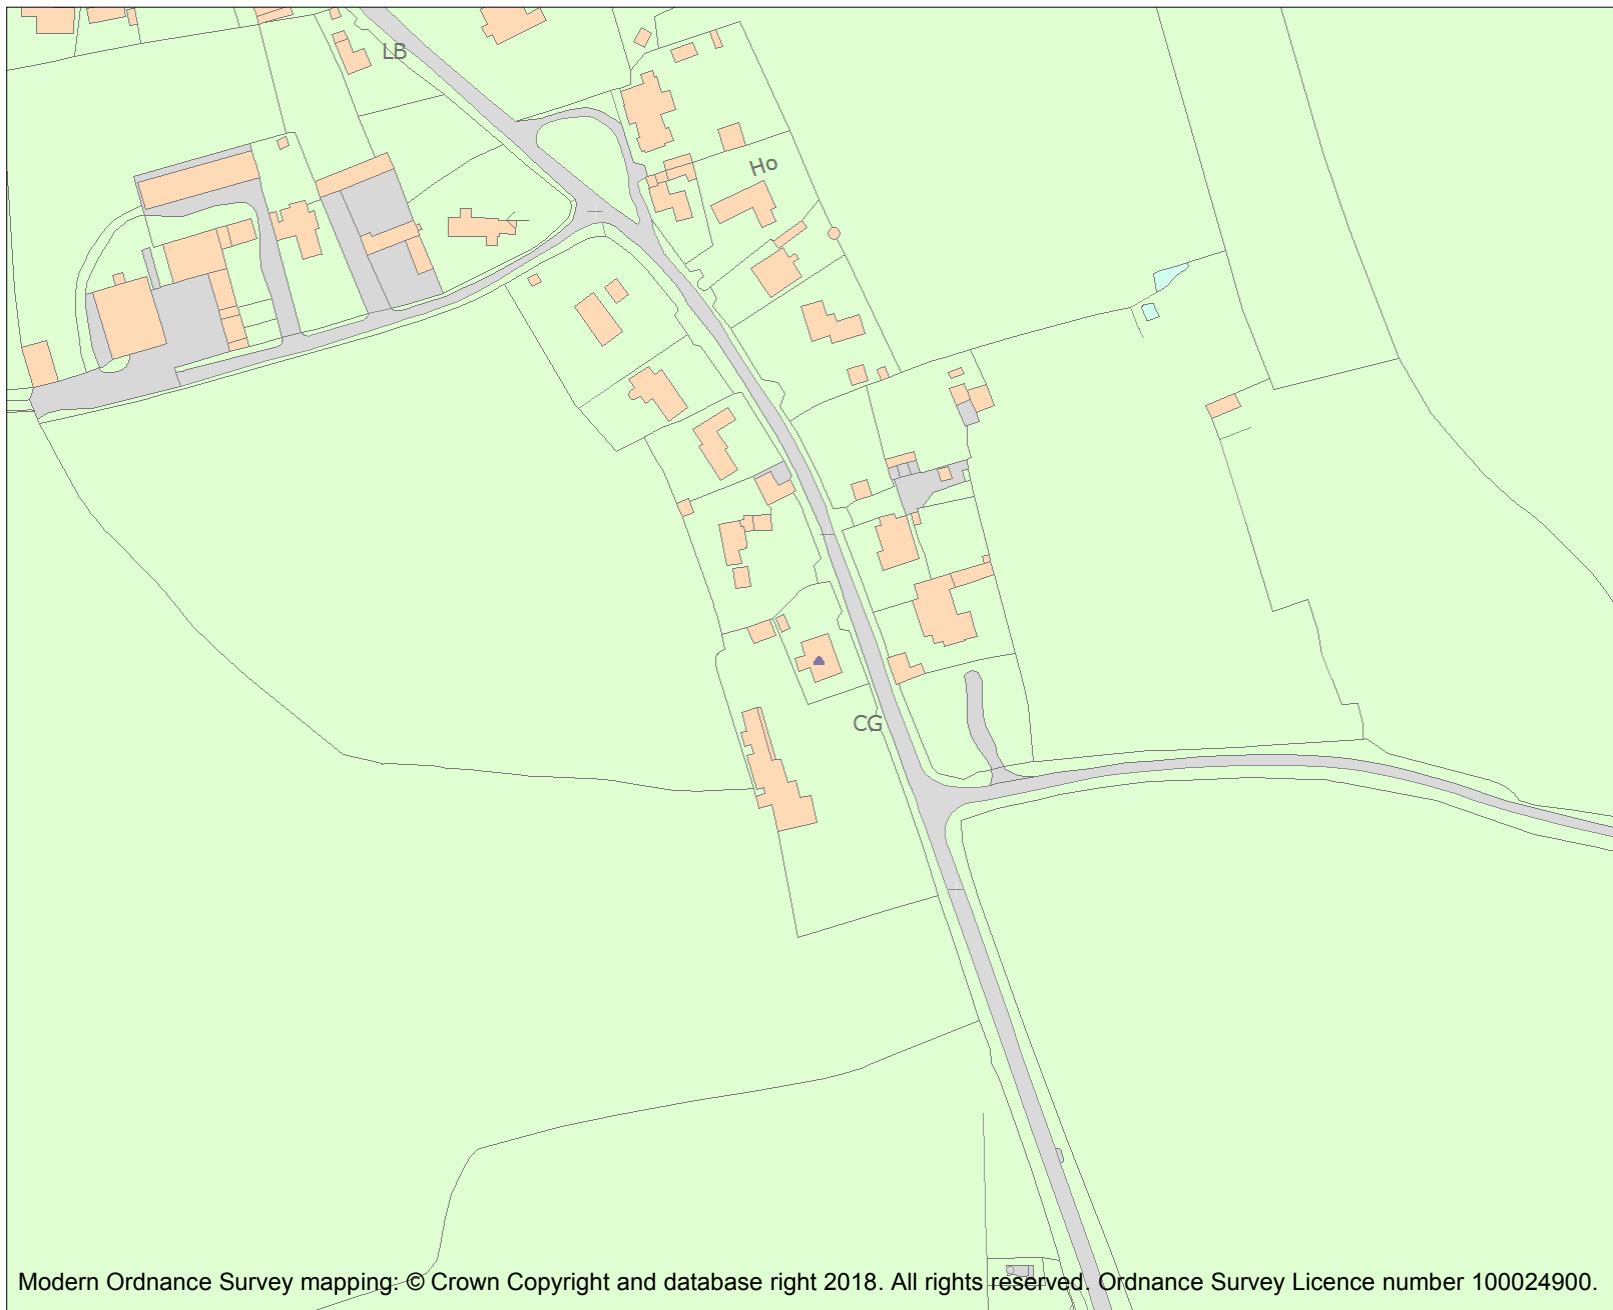 LB
Ho
CG
Modern Ordnance Survey mapping: © Crown Copyright and database right 2018. All rights reserved. Ordnance Survey Licence number 100024900.